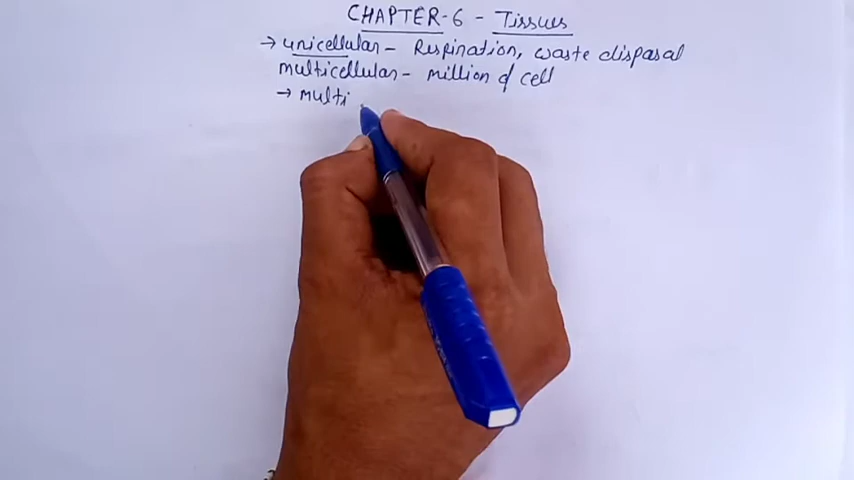 CHAPTER-6 - Tissues
→ unicellular - Respiration, waste dispasal
multicellular - million of cell
→ multi